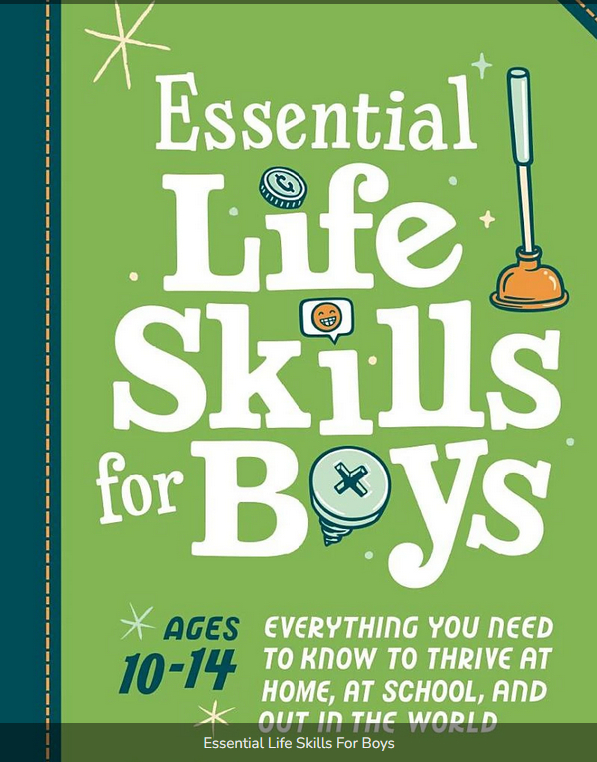 Essential
Life
Skills
for Boys
AGES
10-14
EVERYTHING YOU NEED
TO KNOW TO THRIVE AT
HOME, AT SCHOOL, AND
OUT IN THE WORLD
Essential Life Skills For Boys